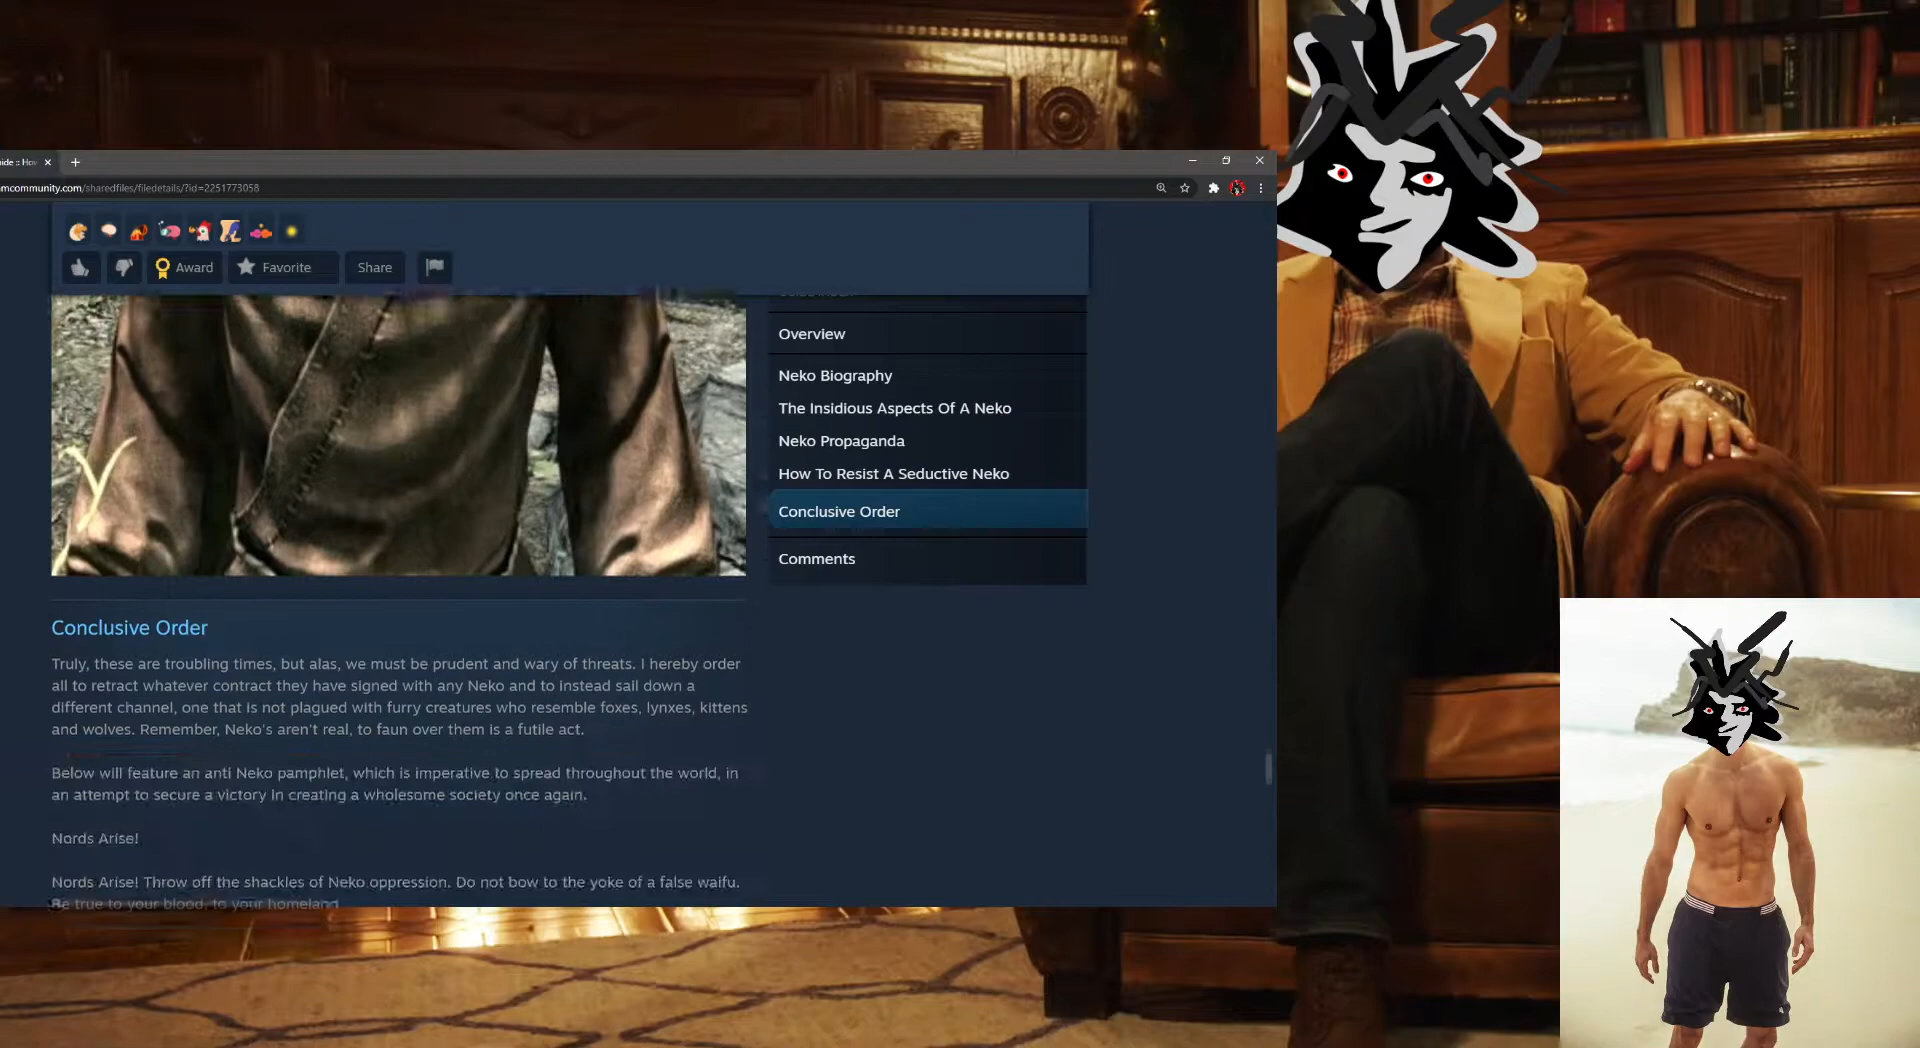 uide :: How
mcommunity.com/sharedfiles/filedetails/?id=2251773058
Award
Favorite
Share
Overview
Neko Biography
The Insidious Aspects Of A Neko
Neko Propaganda
How To Resist A Seductive Neko
Conclusive Order
Comments
Conclusive Order
Truly, these are troubling times, but alas, we must be prudent and wary of threats. I hereby order
all to retract whatever contract they have signed with any Neko and to instead sail down a
different channel, one that is not plagued with furry creatures who resemble foxes, lynxes, kittens
and wolves. Remember, Neko's aren't real, to faun over them is a futile act.
Below will feature an anti Neko pamphlet, which is imperative to spread throughout the world, in
an attempt to secure a victory in creating a wholesome society once again.
Nords Arise!
Nords Arise! Throw off the shackles of Neko oppression. Do not bow to the yoke of a false waifu.
Be true to your blood, to your homeland